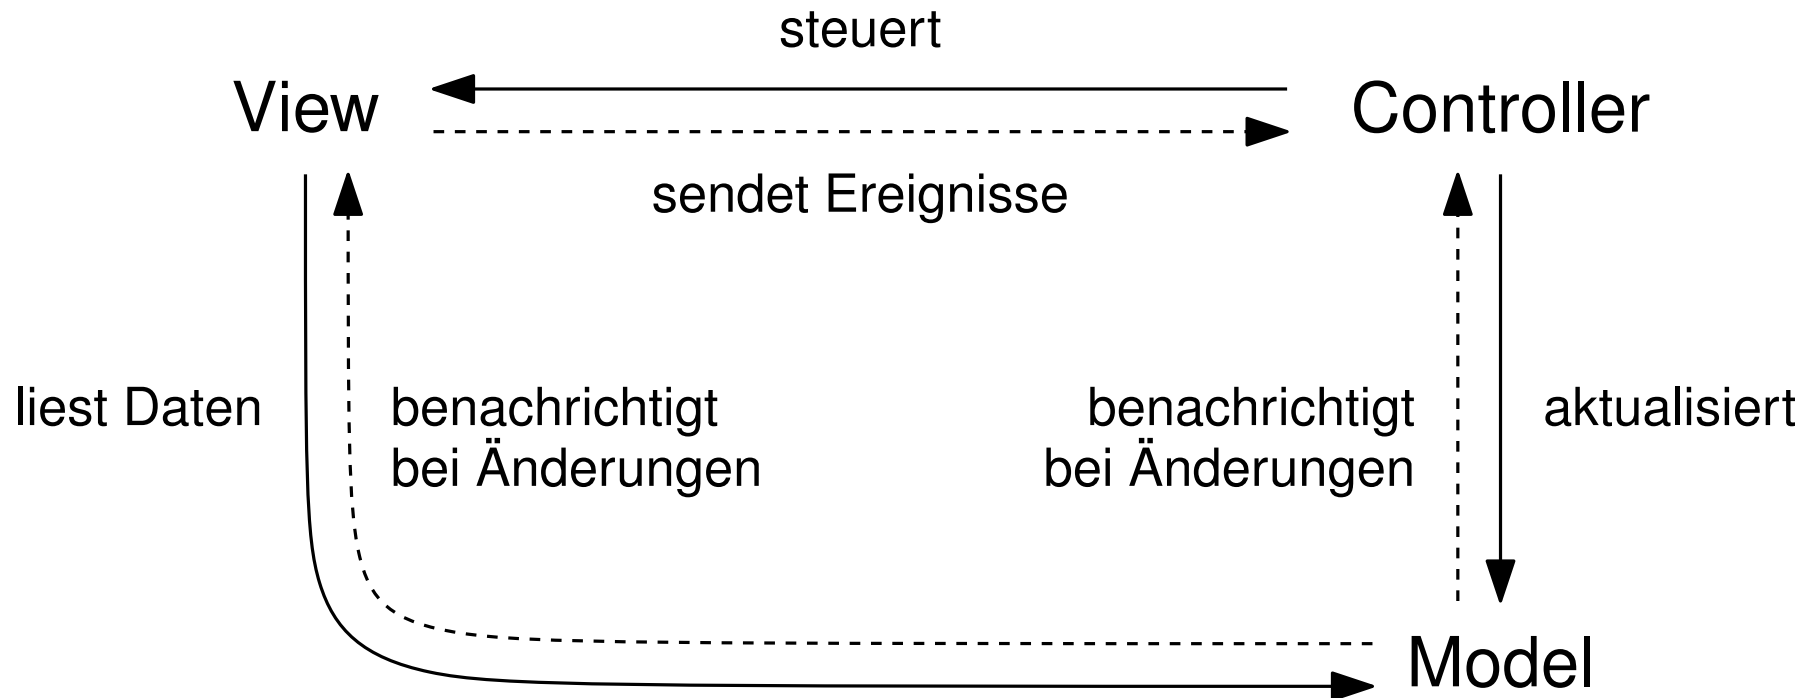 steuert
View
Controller
sendet Ereignisse
liest Daten
benachrichtigt
bei Änderungen
benachrichtigt
bei Änderungen
aktualisiert
Model